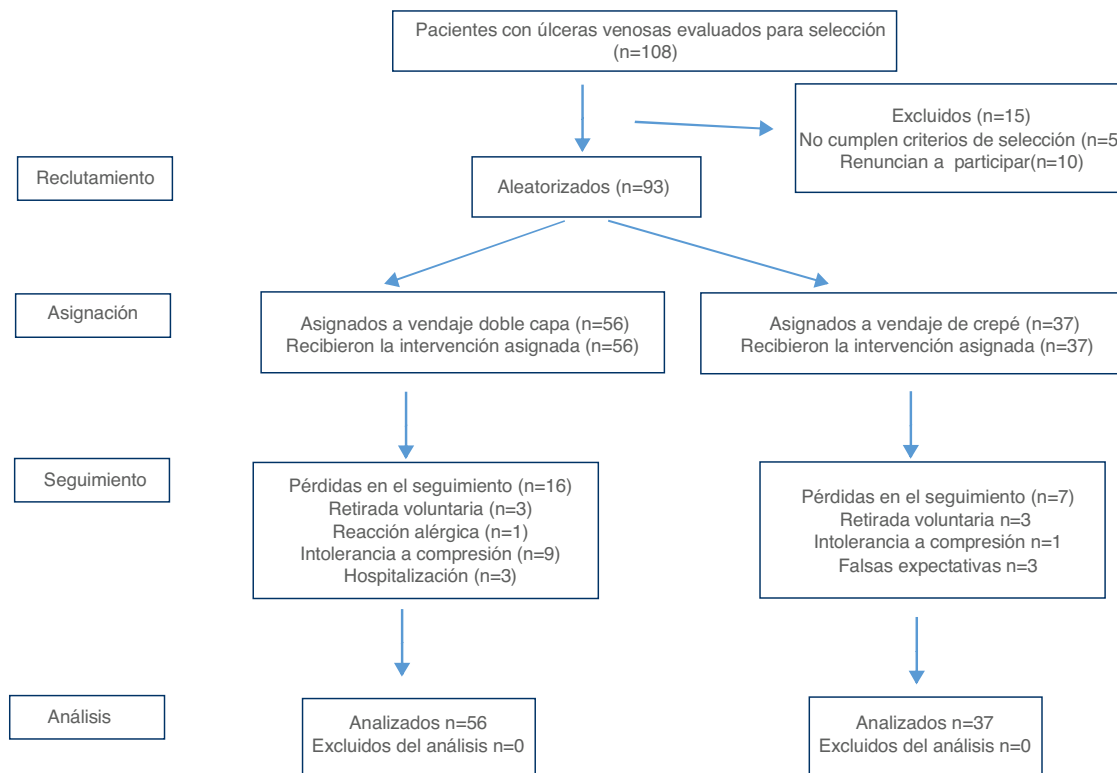 Pacientes con úlceras venosas evaluados para selección
(n=108)
Excluidos (n=15)
No cumplen criterios de selección (n=5
Renuncian a  participar(n=10)
Reclutamiento
Aleatorizados (n=93)
Asignación
Asignados a vendaje doble capa (n=56)
Recibieron la intervención asignada (n=56)
Asignados a vendaje de crepé (n=37)
Recibieron la intervención asignada (n=37)
Seguimiento
Pérdidas en el seguimiento (n=16)
Retirada voluntaria (n=3)
Reacción alérgica (n=1)
Intolerancia a compresión (n=9)
Hospitalización (n=3)
Pérdidas en el seguimiento (n=7)
Retirada voluntaria n=3
Intolerancia a compresión n=1
Falsas expectativas n=3
Análisis
Analizados n=56
Excluidos del análisis n=0
Analizados n=37
Excluidos del análisis n=0